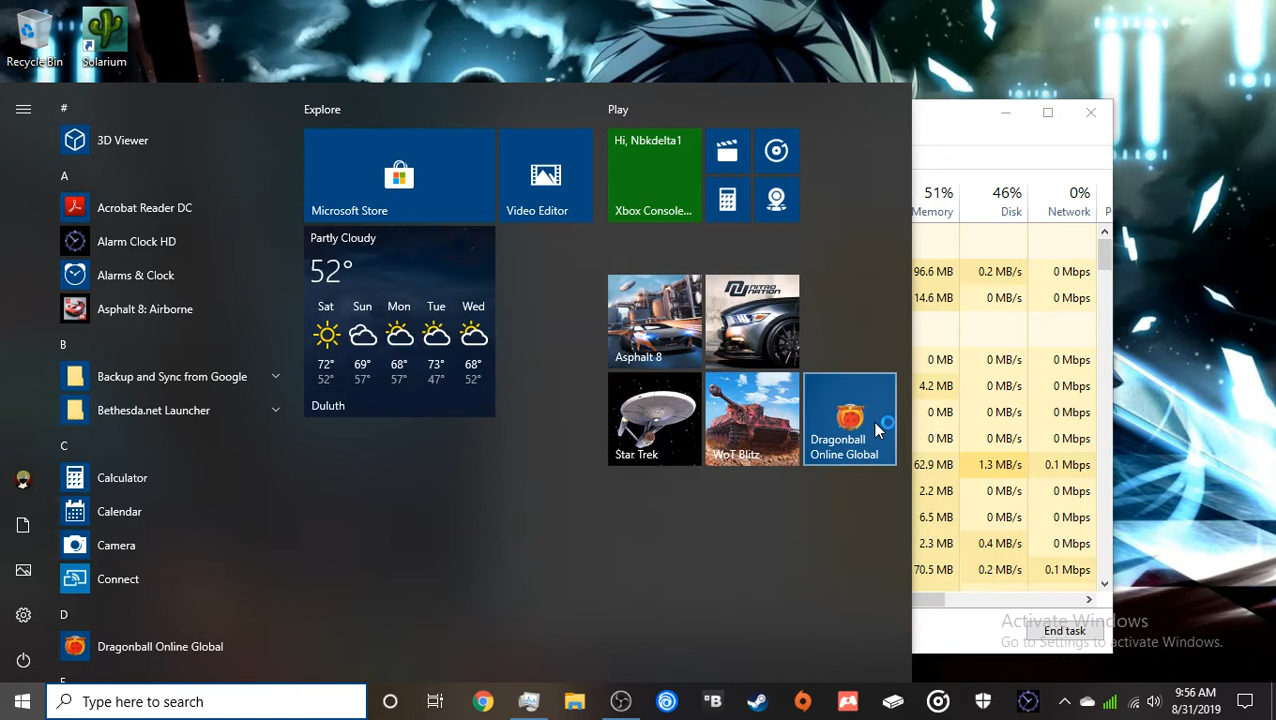 Recycle Bin
Solarium
#
3D Viewer
A
Acrobat Reader DC
Alarm Clock HD
Alarms & Clock
Asphalt 8: Airborne
B
Backup and Sync from Google
Bethesda.net Launcher
C
Calculator
Calendar
Camera
Connect
D
Dragonball Online Global
Explore
Microsoft Store
Video Editor
Partly Cloudy
52°
Sat Sun Mon Tue Wed
72° 69° 68° 73° 68°
52° 57° 57° 47° 52°
Duluth
Play
Hi, Nbkdelta1
Xbox Console...
NITRO
NATION
Asphalt 8
Star Trek
WoT Blitz
Dragonball
Online Global
51% 46% 0%
Memory Disk Network P
96.6 MB 0.2 MB/s 0 Mbps
14.6 MB 0 MB/s 0 Mbps
0 MB 0 MB/s 0 Mbps
4.2 MB 0 MB/s 0 Mbps
0 MB 0 MB/s 0 Mbps
0 MB 0 MB/s 0 Mbps
62.9 MB 1.3 MB/s 0.1 Mbps
2.2 MB 0 MB/s 0 Mbps
6.5 MB 0 MB/s 0 Mbps
2.3 MB 0.4 MB/s 0 Mbps
70.5 MB 0.2 MB/s 0.1 Mbps
Activate Windows
Go to Settings to activate Windows.
End task
Type here to search
B
9:56 AM
8/31/2019